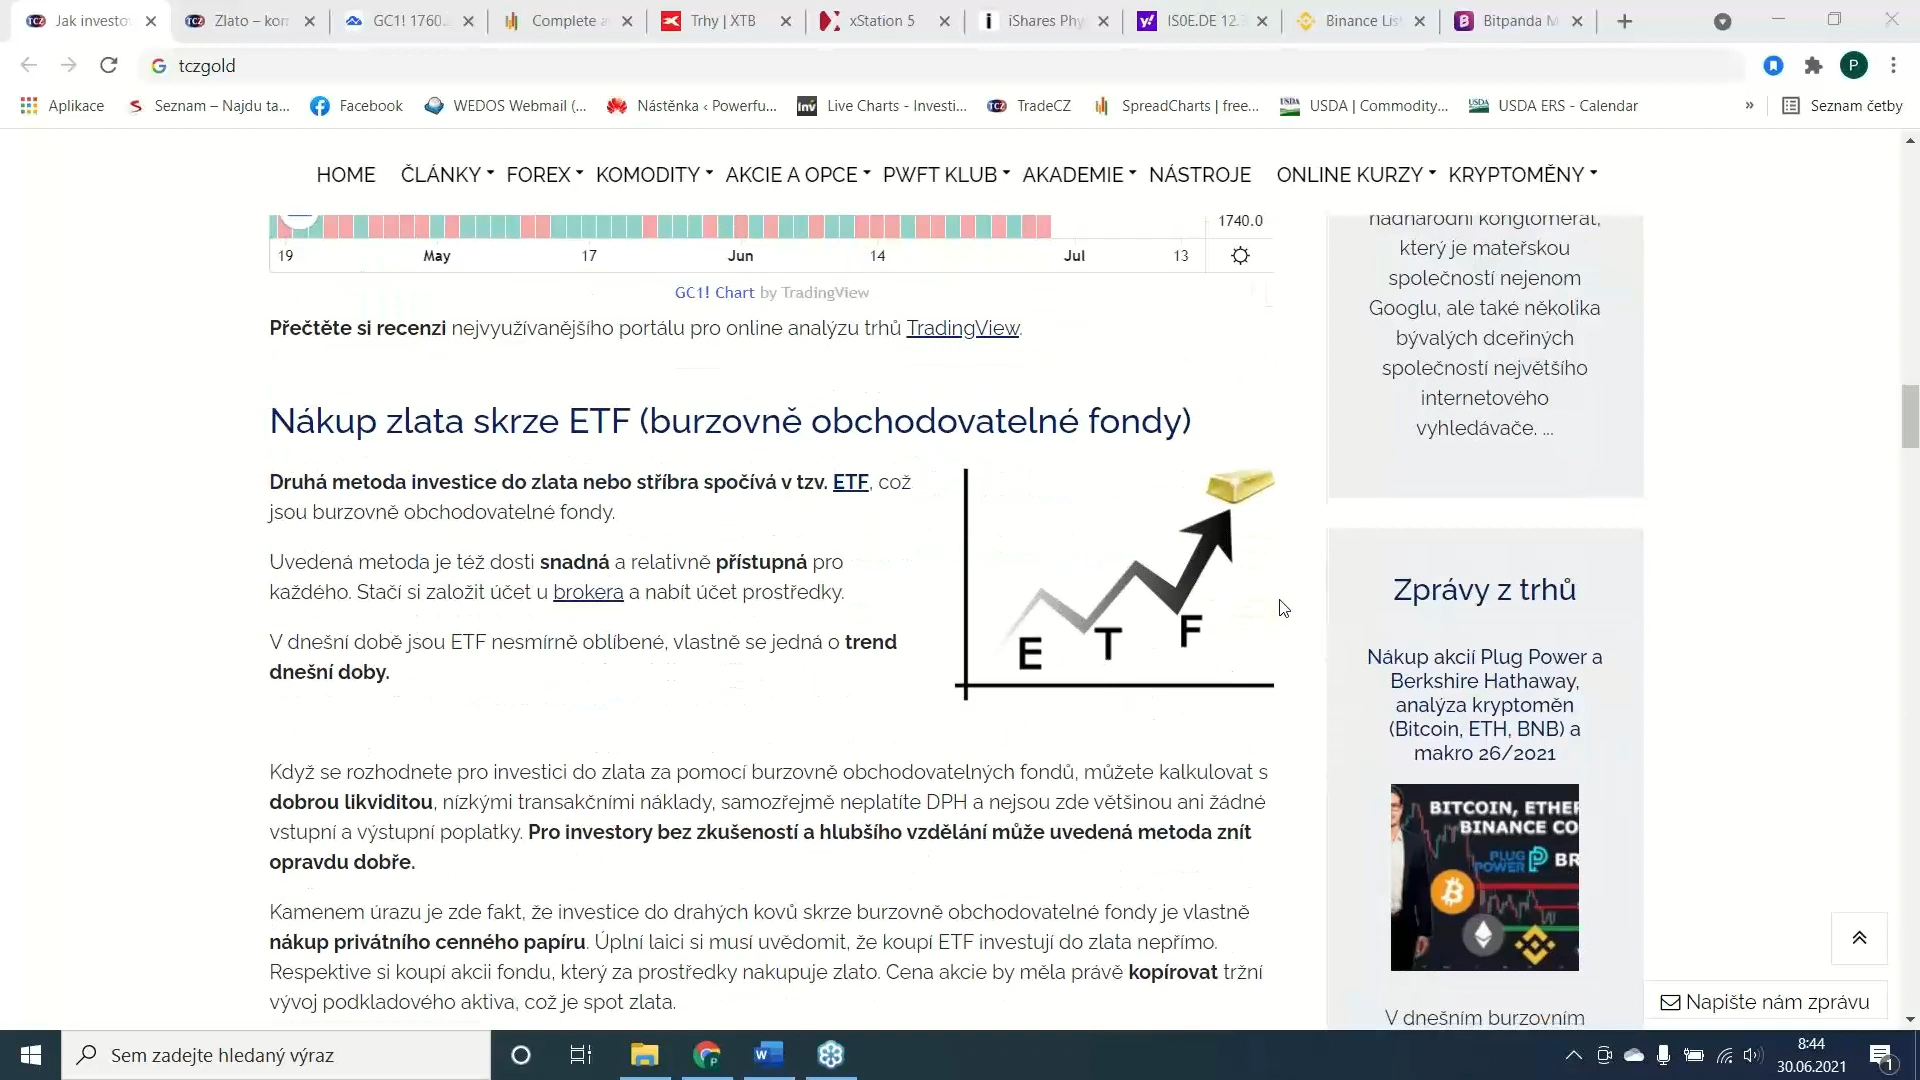 Jak investo
Zlato – kom
GC1! 1760.
Complete a
Trhy | XTB
xStation 5
iShares Phy
IS0E.DE 12.
Binance Lis
Bitpanda M
tczgold
P
Aplikace
Seznam – Najdu ta...
Facebook
WEDOS Webmail (...
Nástěnka ‹ Powerfu...
Live Charts - Investi...
TradeCZ
SpreadCharts | free...
USDA | Commodity...
USDA ERS - Calendar
»
Seznam četby
HOME
ČLÁNKY
FOREX
KOMODITY
AKCIE A OPCE
PWFT KLUB
AKADEMIE
NÁSTROJE
ONLINE KURZY
KRYPTOMĚNY
1740.0
19 May 17 Jun 14 Jul 13
GC1! Chart by TradingView
Přečtěte si recenzi nejvyužívanějšího portálu pro online analýzu trhů TradingView.
Nákup zlata skrze ETF (burzovně obchodovatelné fondy)
Druhá metoda investice do zlata nebo stříbra spočívá v tzv. ETF, což
jsou burzovně obchodovatelné fondy.
Uvedená metoda je též dosti snadná a relativně přístupná pro
každého. Stačí si založit účet u brokera a nabít účet prostředky.
V dnešní době jsou ETF nesmírně oblíbené, vlastně se jedná o trend
dnešní doby.
E T F
Když se rozhodnete pro investici do zlata za pomocí burzovně obchodovatelných fondů, můžete kalkulovat s
dobrou likviditou, nízkými transakčními náklady, samozřejmě neplatíte DPH a nejsou zde většinou ani žádné
vstupní a výstupní poplatky. Pro investory bez zkušeností a hlubšího vzdělání může uvedená metoda znít
opravdu dobře.
Kamenem úrazu je zde fakt, že investice do drahých kovů skrze burzovně obchodovatelné fondy je vlastně
nákup privátního cenného papíru. Úplní laici si musí uvědomit, že koupí ETF investují do zlata nepřímo.
Respektive si koupí akcii fondu, který za prostředky nakupuje zlato. Cena akcie by měla právě kopírovat tržní
vývoj podkladového aktiva, což je spot zlata.
nadnárodní konglomerát,
který je mateřskou
společností nejenom
Googlu, ale také několika
bývalých dceřiných
společností největšího
internetového
vyhledávače. ...
Zprávy z trhů
Nákup akcií Plug Power a
Berkshire Hathaway,
analýza kryptoměn
(Bitcoin, ETH, BNB) a
makro 26/2021
BITCOIN, ETHER
BINANCE CO
PLUG
POWER
BR
V dnešním burzovním
Napište nám zprávu
Sem zadejte hledaný výraz
8:44
30.06.2021
1